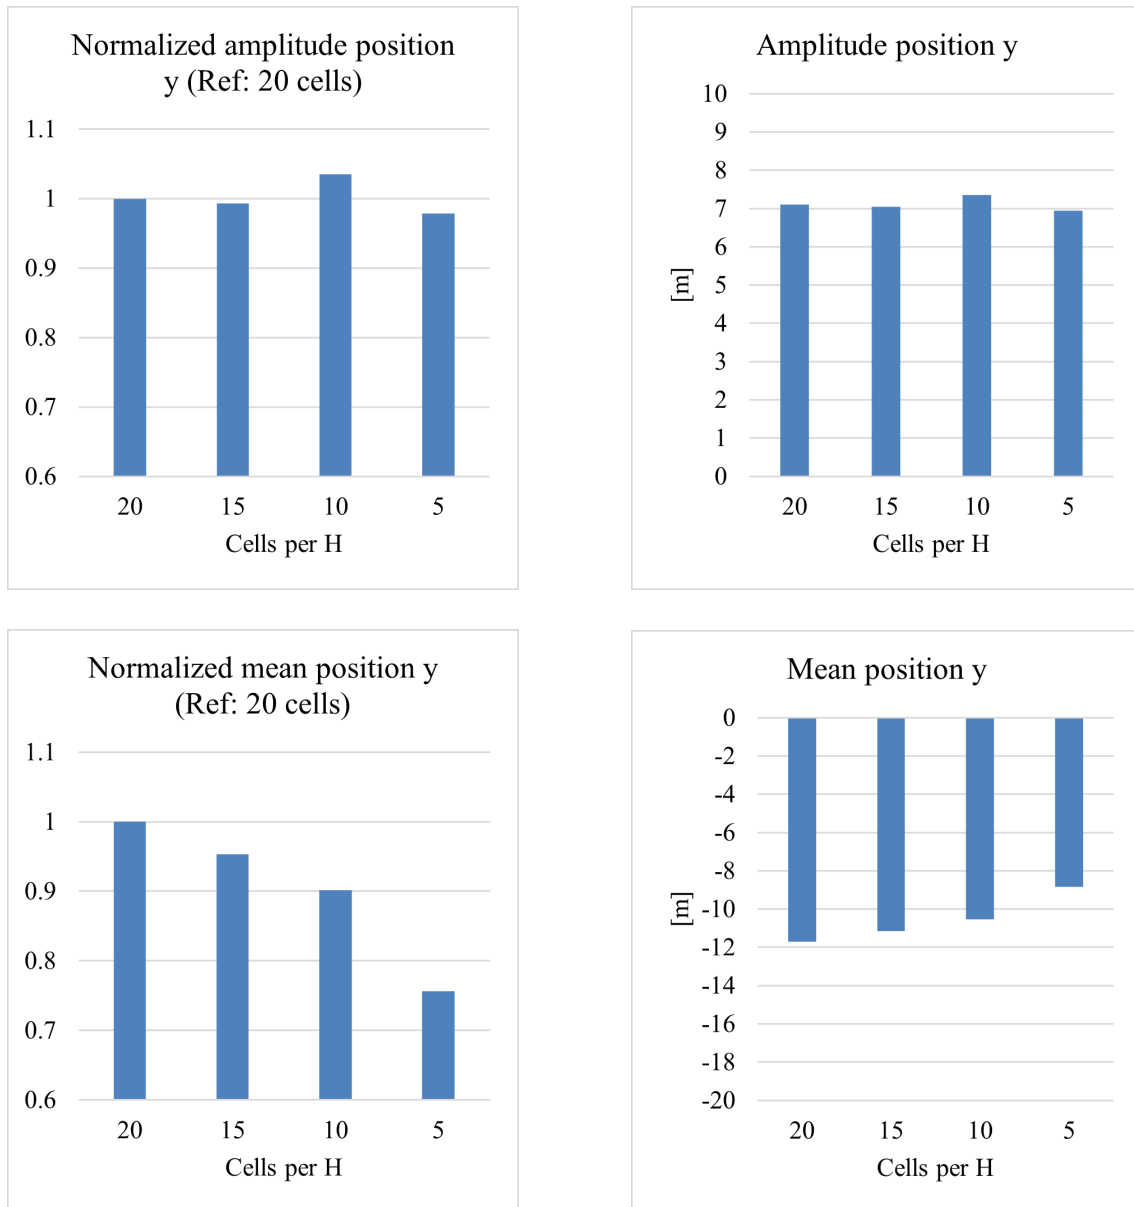 Normalized amplitude position
y (Ref: 20 cells)
1.1
1
0.9
0.8
0.7
0.6
20 15 10 5
Cells per H
Amplitude position y
10
9
8
7
6
5
4
3
2
1
0
[m]
20 15 10 5
Cells per H
Normalized mean position y
(Ref: 20 cells)
1.1
1
0.9
0.8
0.7
0.6
20 15 10 5
Cells per H
Mean position y
0
-2
-4
-6
-8
-10
-12
-14
-16
-18
-20
[m]
20 15 10 5
Cells per H